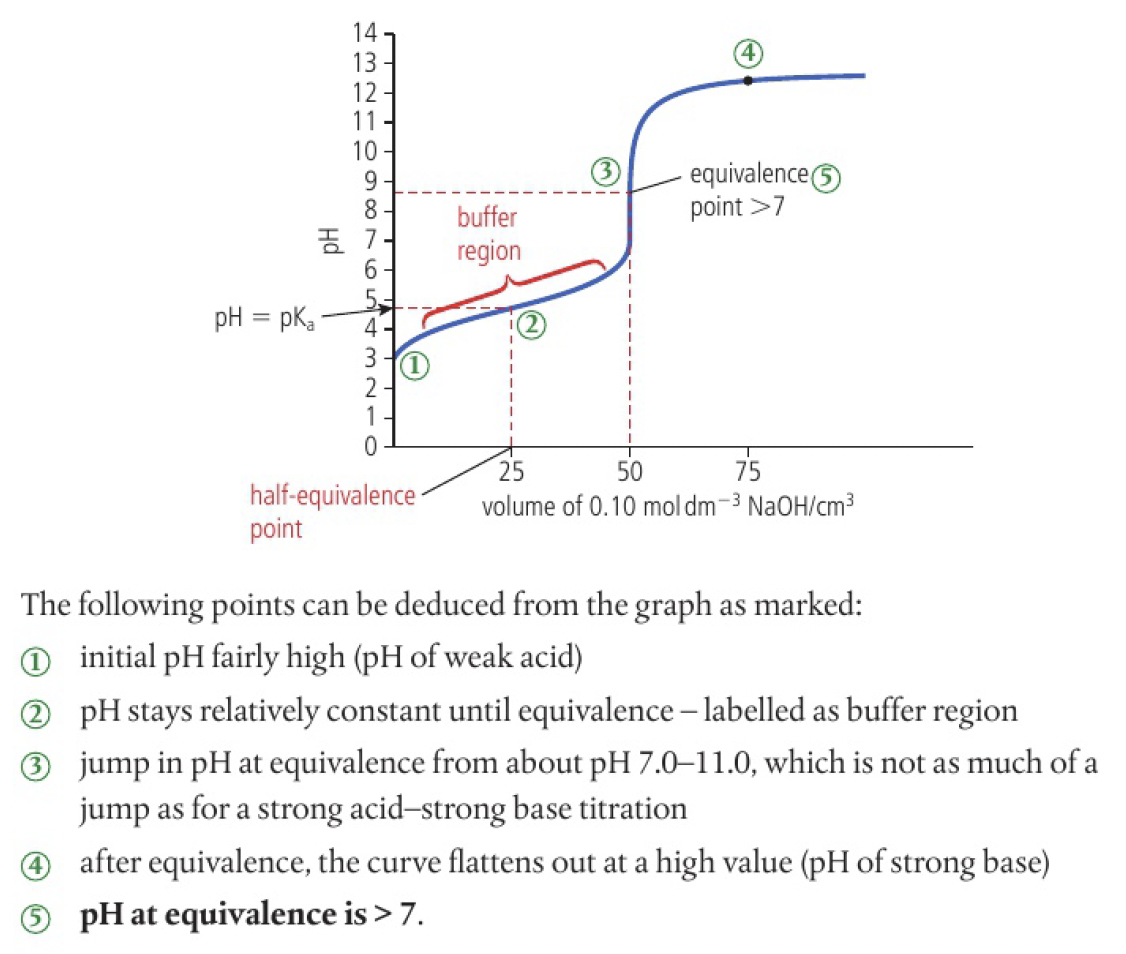 14
13
12
11
10
9
8
7
6
5
4
3
2
1
0
pH
④
③
equivalence ⑤
point >7
buffer
region
pH = pKₐ
②
①
25 50 75
half-equivalence
point
volume of 0.10 mol dm⁻³ NaOH/cm³
The following points can be deduced from the graph as marked:
① initial pH fairly high (pH of weak acid)
② pH stays relatively constant until equivalence – labelled as buffer region
③ jump in pH at equivalence from about pH 7.0–11.0, which is not as much of a
jump as for a strong acid–strong base titration
④ after equivalence, the curve flattens out at a high value (pH of strong base)
⑤ pH at equivalence is > 7.